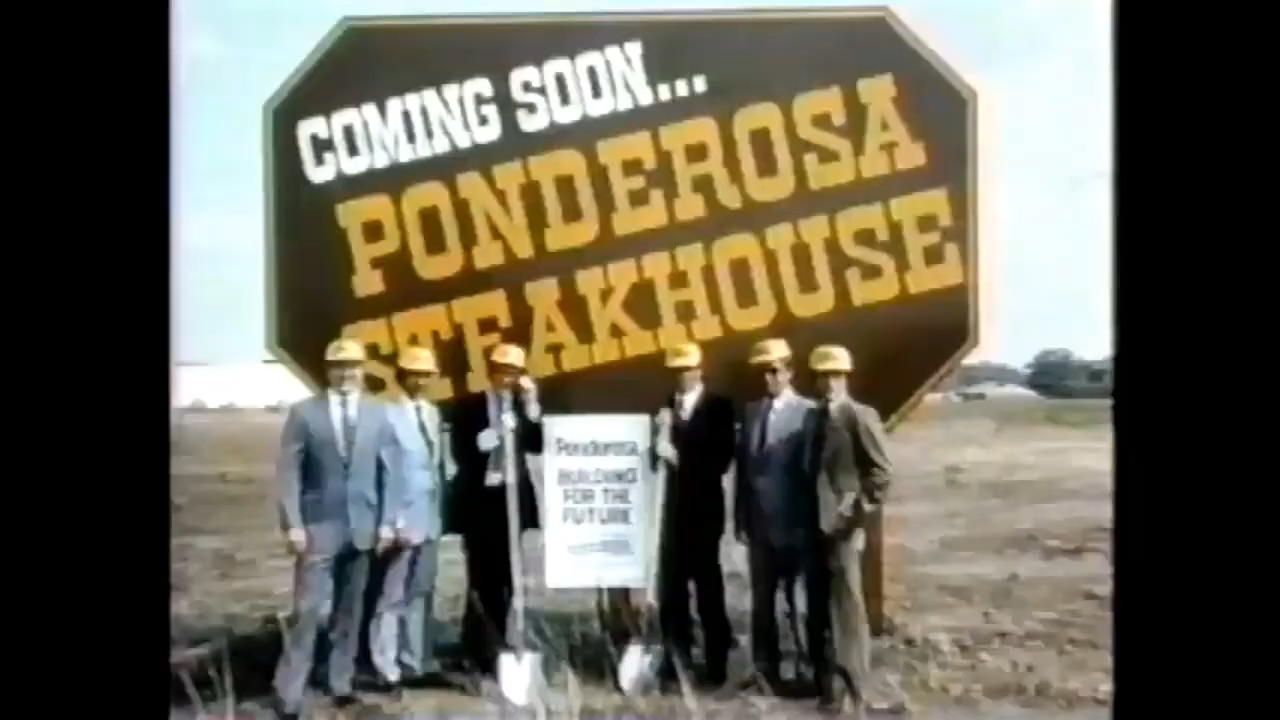 COMING SOON...
PONDEROSA
STEAKHOUSE
Ponderosa
BUILDING
FOR THE
FUTURE